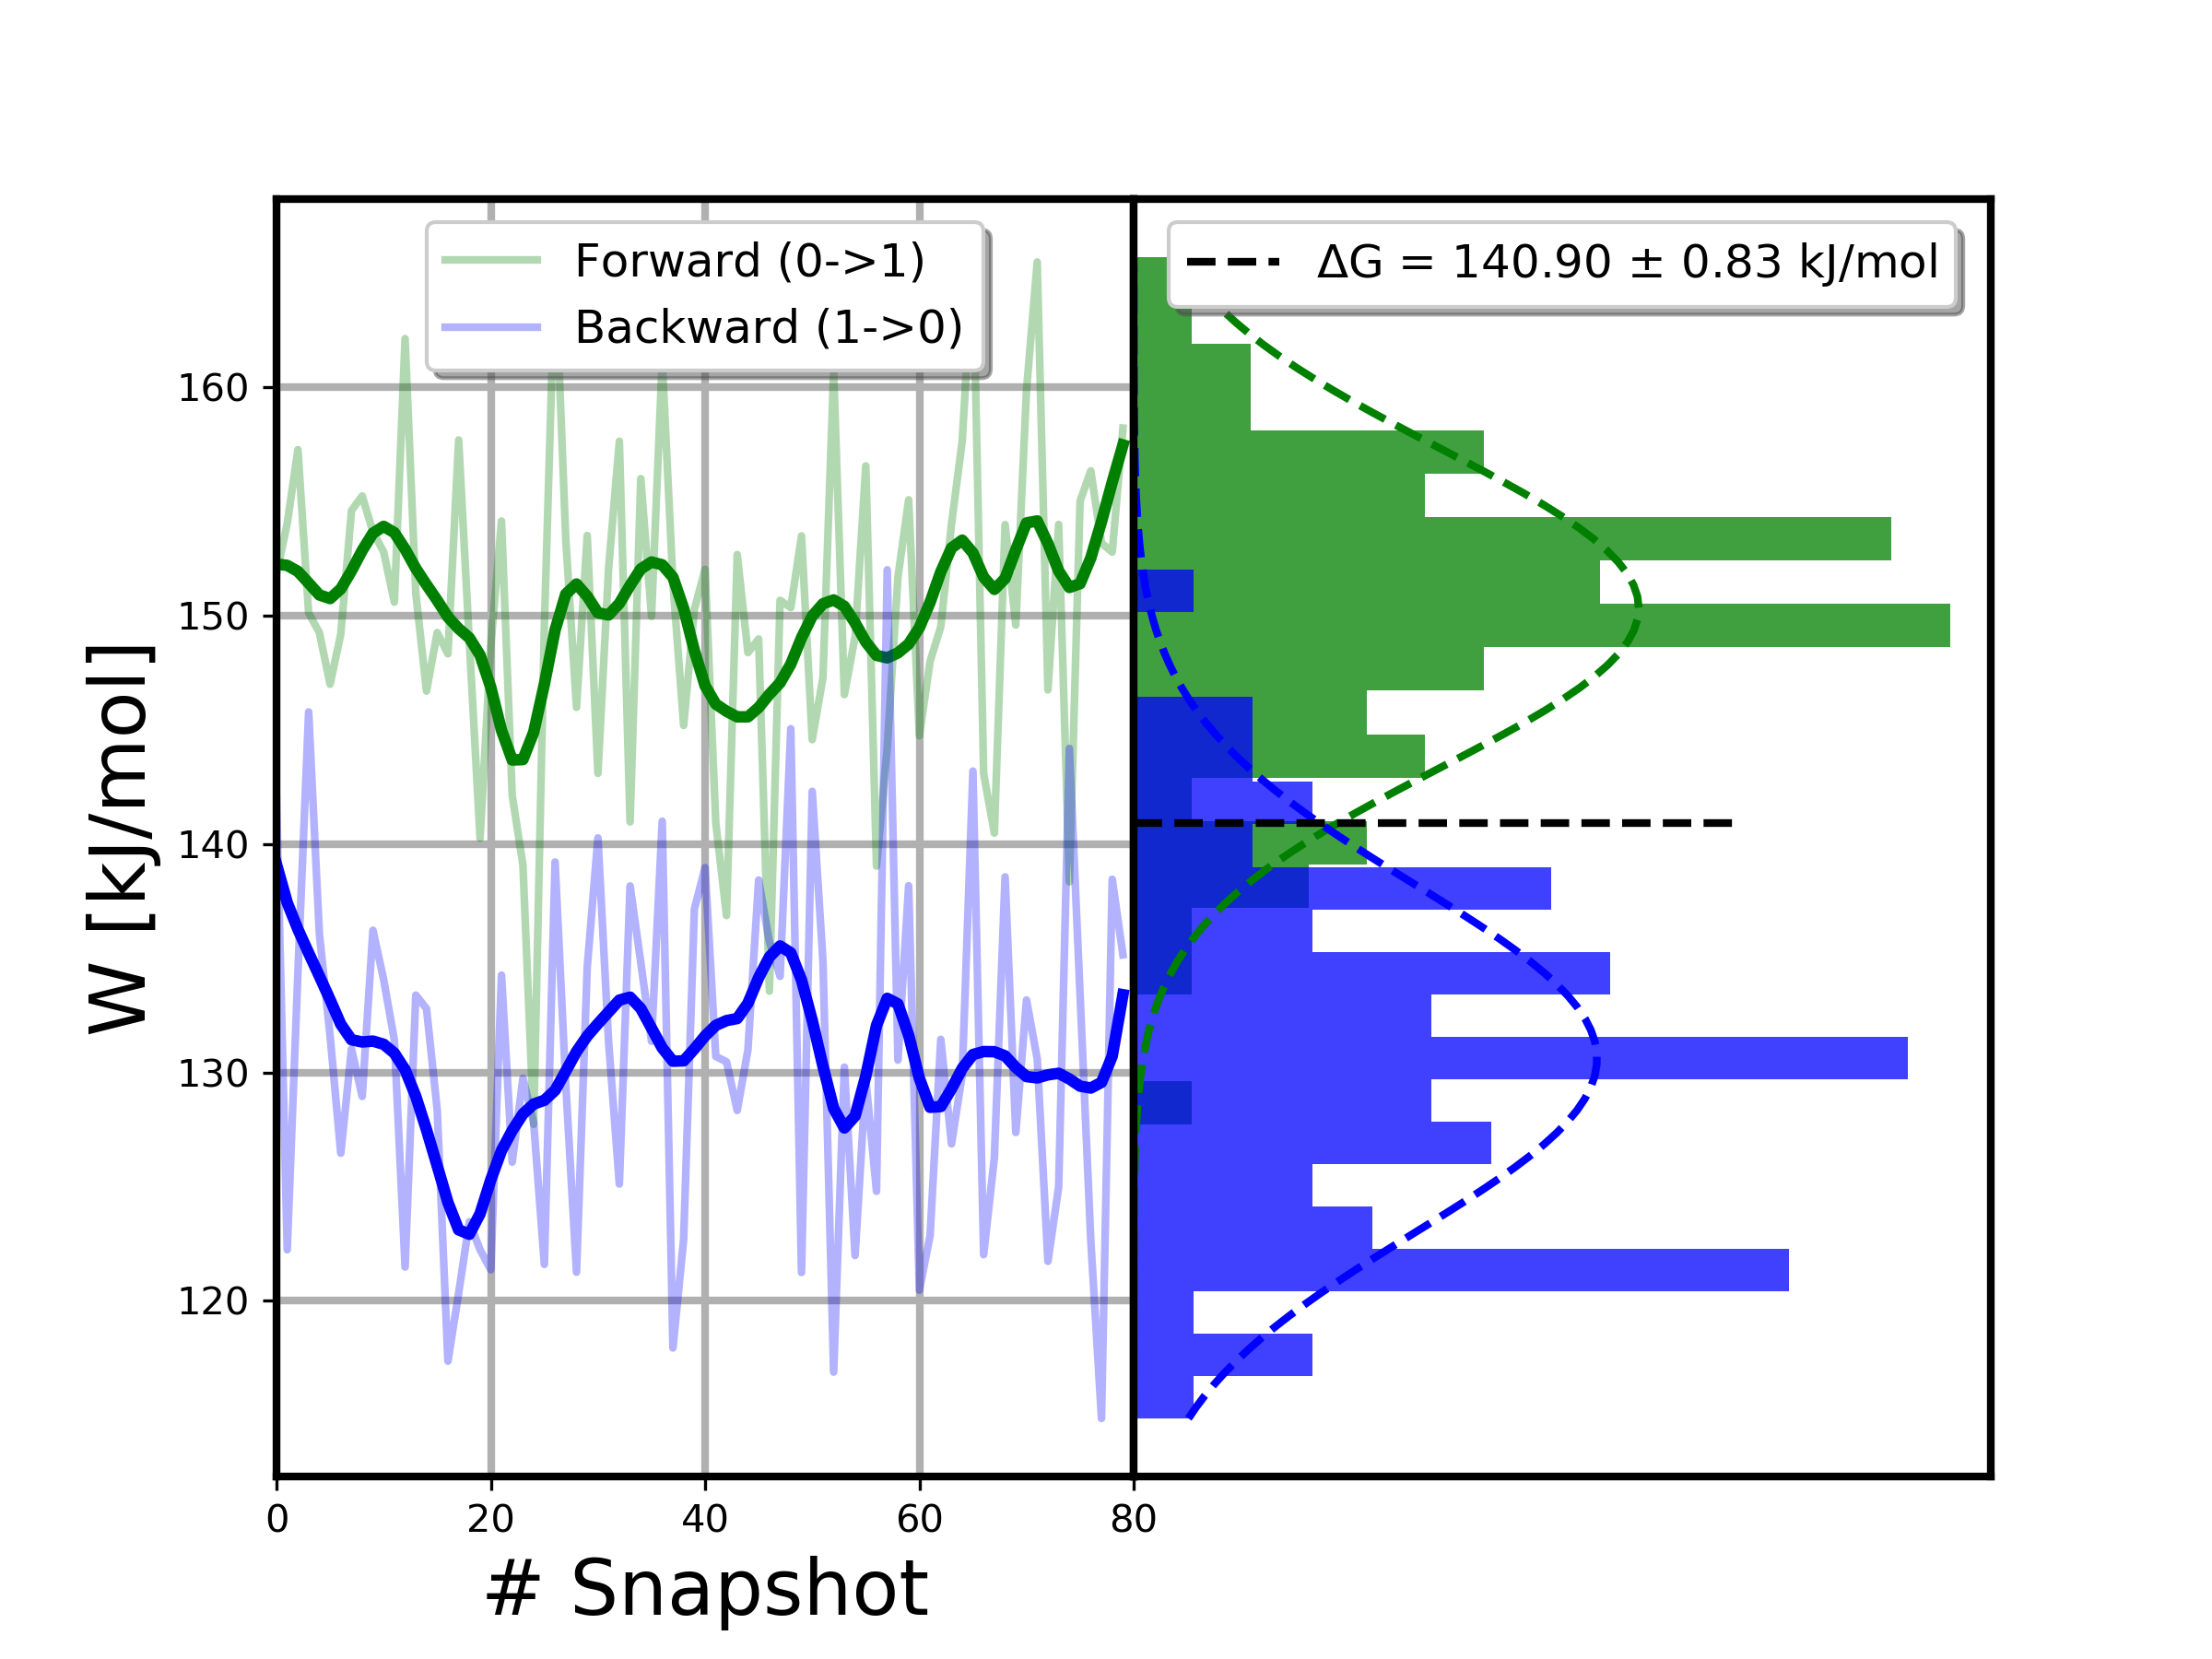 Forward (0->1)
Backward (1->0)
ΔG = 140.90 ± 0.83 kJ/mol
W [kJ/mol]
160
150
140
130
120
0 20 40 60 80
# Snapshot